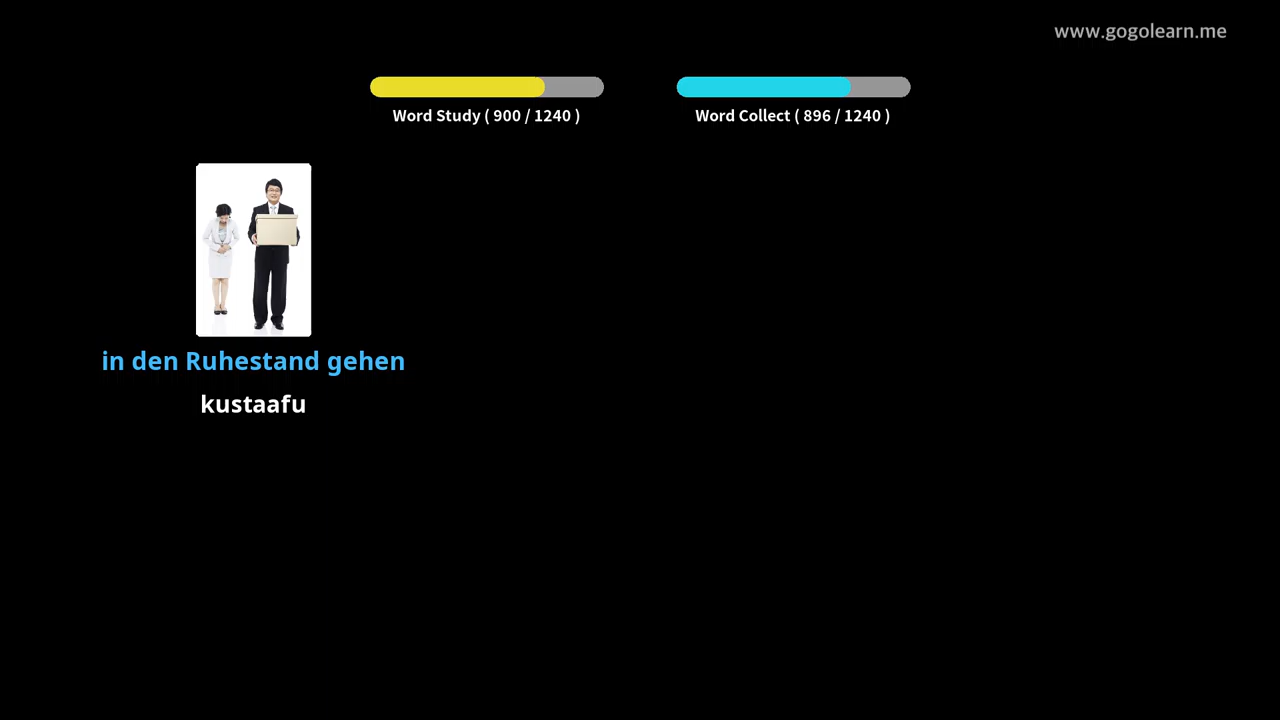 www.gogolearn.me
Word Study ( 900 / 1240 )
Word Collect ( 896 / 1240 )
in den Ruhestand gehen
kustaafu